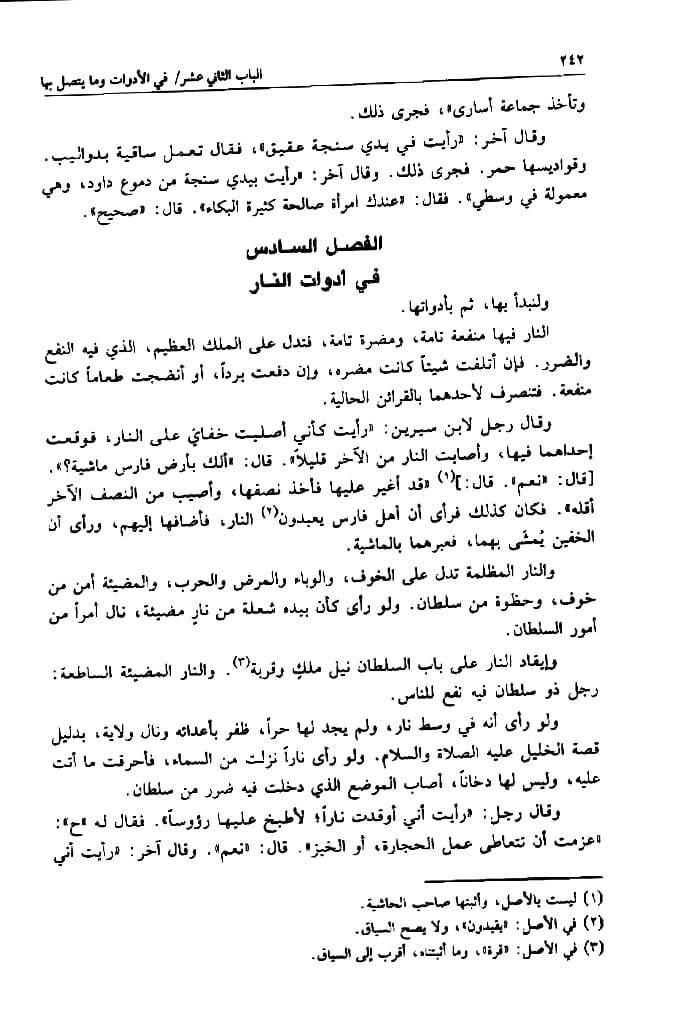 ٢٤٢
الباب الثاني عشر/ في الأدوات وما يتصل بها
وتأخذ جماعة أسارى»، فجرى ذلك.
وقال آخر: «رأيت في يدي سنجة عقيق»، فقال تعمل ساقية بدواليب.
وقواديسها حمر. فجرى ذلك. وقال آخر: «رأيت بيدي سنجة من دموع داود، وهي
معمولة في وسطي». فقال: «عندك امرأة صالحة كثيرة البكاء». قال: «صحيح».
الفصل السادس
في أدوات النار
ولنبدأ بها، ثم بأدواتها.
النار فيها منفعة تامة، ومضرة تامة، فتدل على الملك العظيم، الذي فيه النفع
والضرر. فإن أتلفت شيئاً كانت مضره، وإن دفعت برداً، أو أنضجت طعاماً كانت
منفعة. فتنصرف لأحدهما بالقرائن الحالية.
وقال رجل لابن سيرين: «رأيت كأني أصليت خفاي على النار، فوقعت
إحداهما فيها، وأصابت النار من الآخر قليلاً». قال: «ألك بأرض فارس ماشية؟».
[قال: «نعم». قال:](١) «قد أغير عليها فأخذ نصفها، وأصيب من النصف الآخر
أقله». فكان كذلك فرأى أن أهل فارس يعبدون(٢) النار، فأضافها إليهم، ورأى أن
الخفين يُمشَى بهما، فعبرهما بالماشية.
والنار المظلمة تدل على الخوف، والوباء والمرض والحرب، والمضيئة أمن من
خوف، وحظوة من سلطان. ولو رأى كأن بيده شعلة من نارٍ مضيئة، نال أمراً من
أمور السلطان.
وإيقاد النار على باب السلطان نيل ملكٍ وقربة(٣). والنار المضيئة الساطعة:
رجل ذو سلطان فيه نفع للناس.
ولو رأى أنه في وسط نار، ولم يجد لها حراً، ظفر بأعدائه ونال ولاية، بدليل
قصة الخليل عليه الصلاة والسلام. ولو رأى ناراً نزلت من السماء، فأحرقت ما أتت
عليه، وليس لها دخاناً، أصاب الموضع الذي دخلت فيه ضرر من سلطان.
وقال رجل: «رأيت أني أوقدت ناراً؛ لأطبخ عليها رؤوساً». فقال له «ح»:
«عزمت أن تتعاطى عمل الحجارة، أو الخبز». قال: «نعم». وقال آخر: «رأيت أني
(١) ليست بالأصل، وأثبتها صاحب الحاشية.
(٢) في الأصل: «يقيدون»، ولا يصح السياق.
(٣) في الأصل: «قرة»، وما أثبتناه، أقرب إلى السياق.